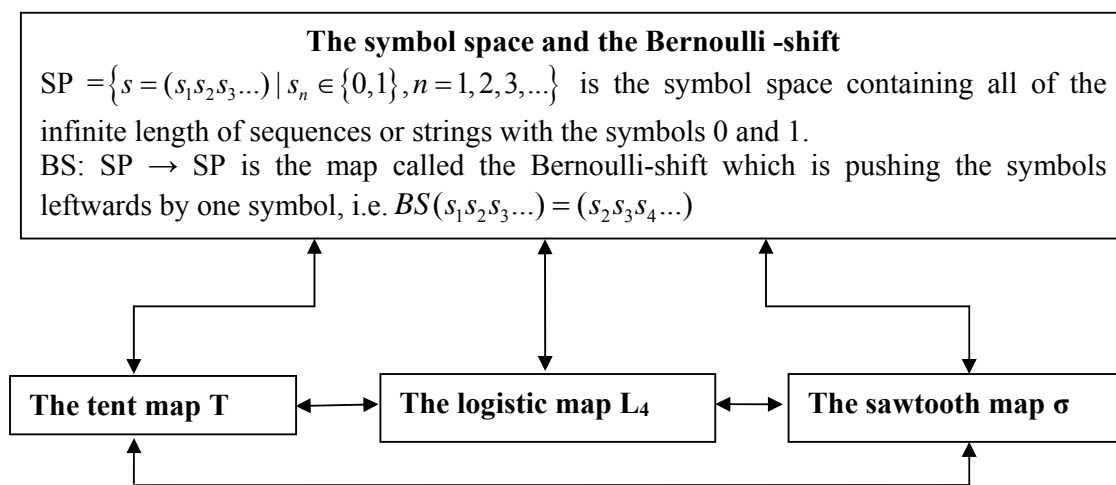 The symbol space and the Bernoulli -shift
SP ={s = (s₁s₂s₃...) | sₙ ∈ {0,1}, n = 1, 2, 3,...} is the symbol space containing all of the
infinite length of sequences or strings with the symbols 0 and 1.
BS: SP → SP is the map called the Bernoulli-shift which is pushing the symbols
leftwards by one symbol, i.e. BS(s₁s₂s₃...) = (s₂s₃s₄...)
The tent map T
The logistic map L₄
The sawtooth map σ